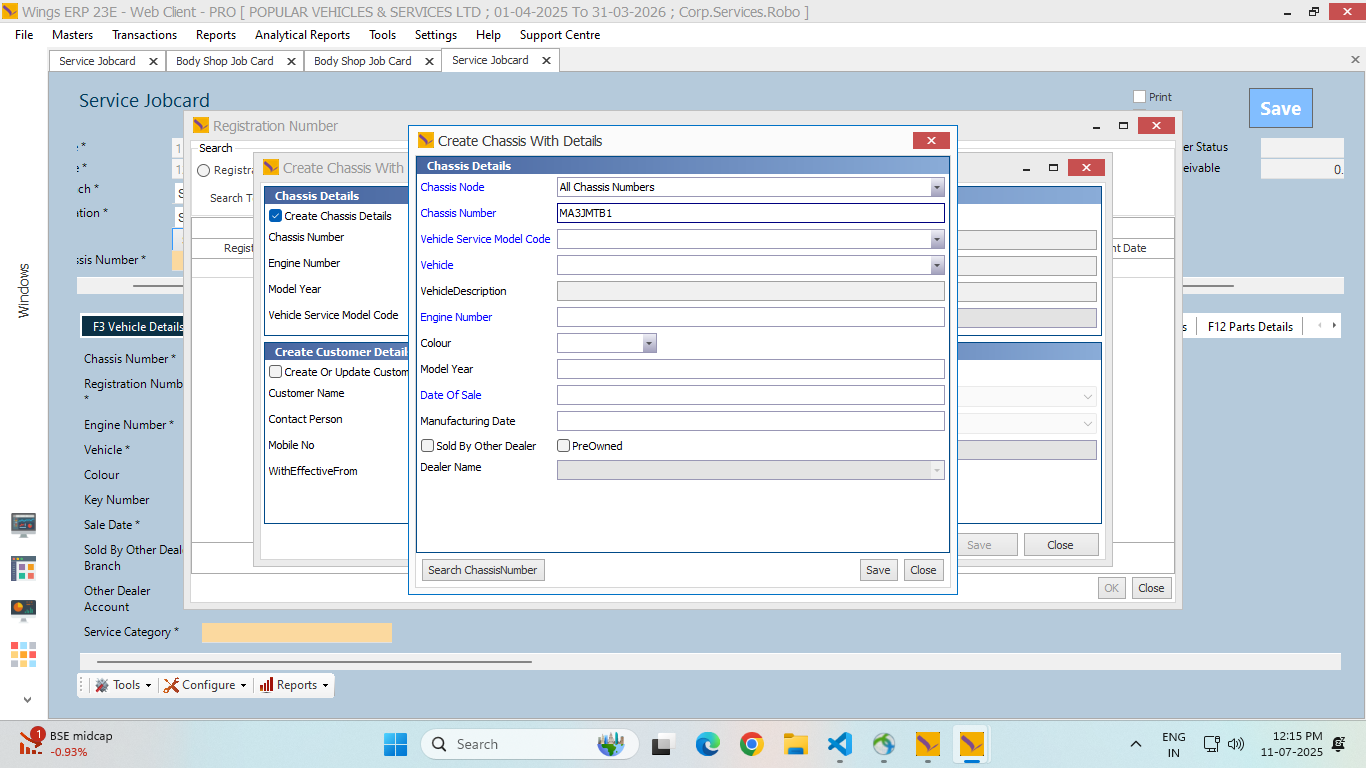 Wings ERP 23E - Web Client - PRO [ POPULAR VEHICLES & SERVICES LTD ; 01-04-2025 To 31-03-2026 ; Corp.Services.Robo ]
File Masters Transactions Reports Analytical Reports Tools Settings Help Support Centre
Service Jobcard Body Shop Job Card Body Shop Job Card Service Jobcard
Service Jobcard
Print
Save
Registration Number
Search
Search T
Regist
nt Date
OK
Close
er Status
eivable
0.
ch *
ation *
ssis Number *
Create Chassis With
Chassis Details
Create Chassis Details
Chassis Number
Engine Number
Model Year
Vehicle Service Model Code
Create Customer Detail
Create Or Update Custom
Customer Name
Contact Person
Mobile No
WithEffectiveFrom
Save
Close
Create Chassis With Details
Chassis Details
Chassis Node All Chassis Numbers
Chassis Number MA3JMTB1
Vehicle Service Model Code
Vehicle
VehicleDescription
Engine Number
Colour
Model Year
Date Of Sale
Manufacturing Date
Sold By Other Dealer PreOwned
Dealer Name
Search ChassisNumber Save Close
Windows
F3 Vehicle Details
s F12 Parts Details
Chassis Number *
Registration Numb
*
Engine Number *
Vehicle *
Colour
Key Number
Sale Date *
Sold By Other Deal
Branch
Other Dealer
Account
Service Category *
Tools Configure Reports
1
BSE midcap
-0.93%
Search
ENG
IN
12:15 PM
11-07-2025